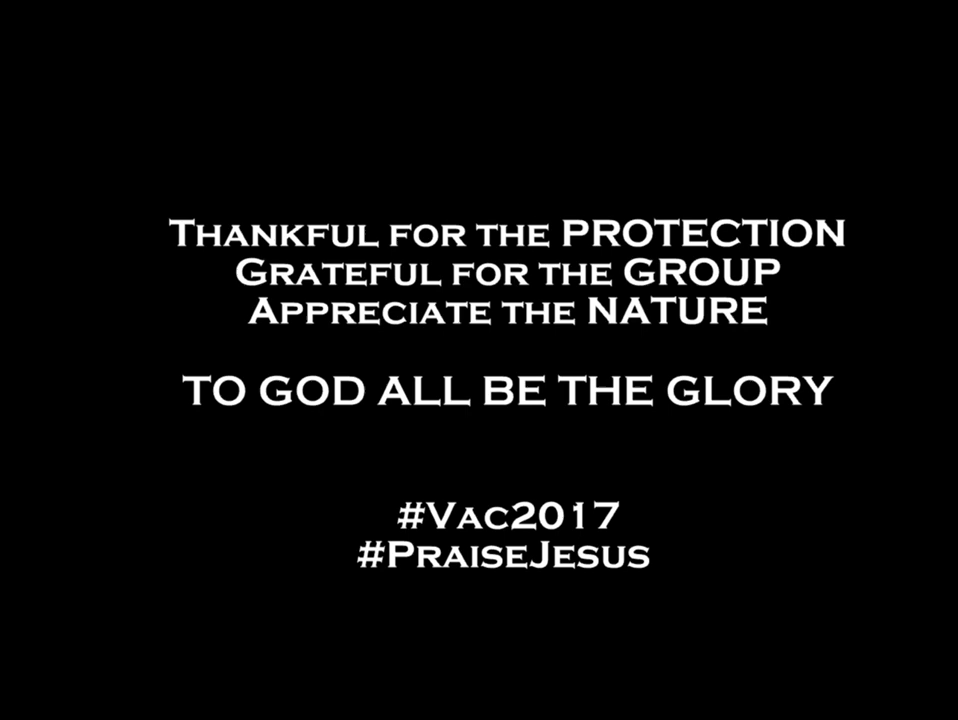 Thankful for the PROTECTION
Grateful for the GROUP
Appreciate the NATURE
TO GOD ALL BE THE GLORY
#Vac2017
#PraiseJesus